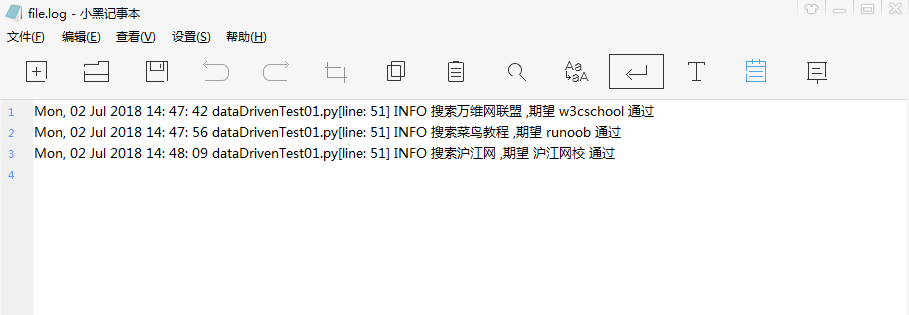 file.log - 小黑记事本
文件(F) 编辑(E) 查看(V) 设置(S) 帮助(H)
Aa
aAa
T
1 Mon, 02 Jul 2018 14: 47: 42 dataDrivenTest01.py[line: 51] INFO 搜索万维网联盟 ,期望 w3cschool 通过
2 Mon, 02 Jul 2018 14: 47: 56 dataDrivenTest01.py[line: 51] INFO 搜索菜鸟教程 ,期望 runoob 通过
3 Mon, 02 Jul 2018 14: 48: 09 dataDrivenTest01.py[line: 51] INFO 搜索沪江网 ,期望 沪江网校 通过
4